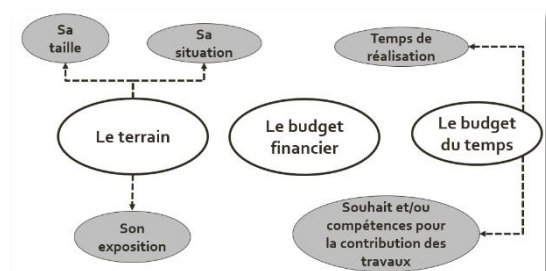 Sa
taille
Sa
situation
Temps de
réalisation
Le terrain
Le budget
financier
Le budget
du temps
Son
exposition
Souhait et/ou
compétences pour
la contribution des
travaux